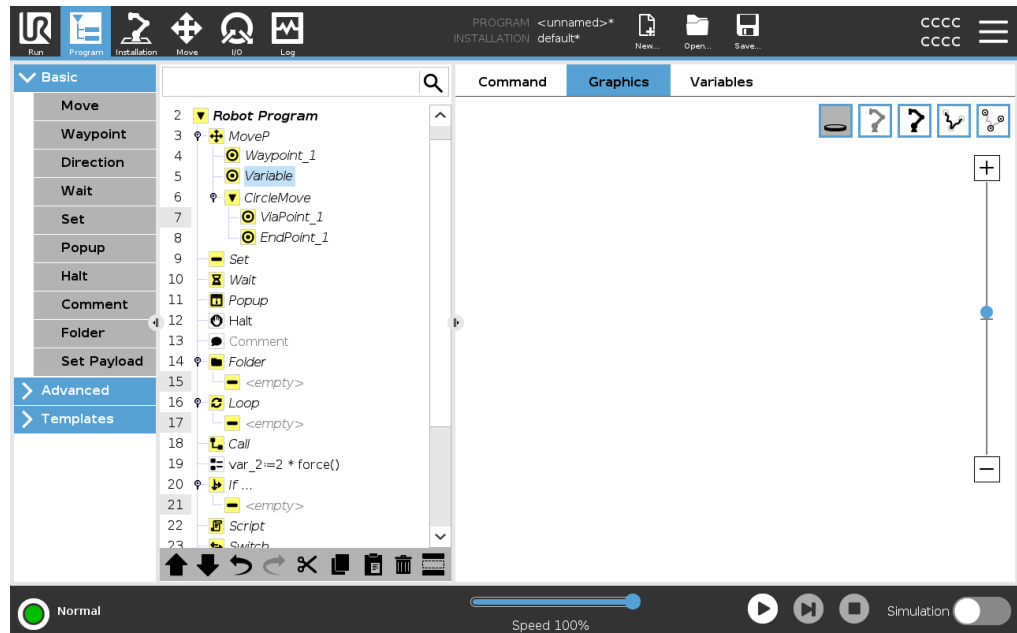 UR
Run
Program
Installation
Move
I/O
Log
PROGRAM <unnamed>*
INSTALLATION default*
New...
Open...
Save...
CCCC
CCCC
Basic
Move
Waypoint
Direction
Wait
Set
Popup
Halt
Comment
Folder
Set Payload
Advanced
Templates
2 Robot Program
3 MoveP
4 Waypoint_1
5 Variable
6 CircleMove
7 ViaPoint_1
8 EndPoint_1
9 Set
10 Wait
11 Popup
12 Halt
13 Comment
14 Folder
15 <empty>
16 Loop
17 <empty>
18 Call
19 var_2:=2 * force()
20 If ...
21 <empty>
22 Script
23 Switch
Command
Graphics
Variables
Normal
Speed 100%
Simulation